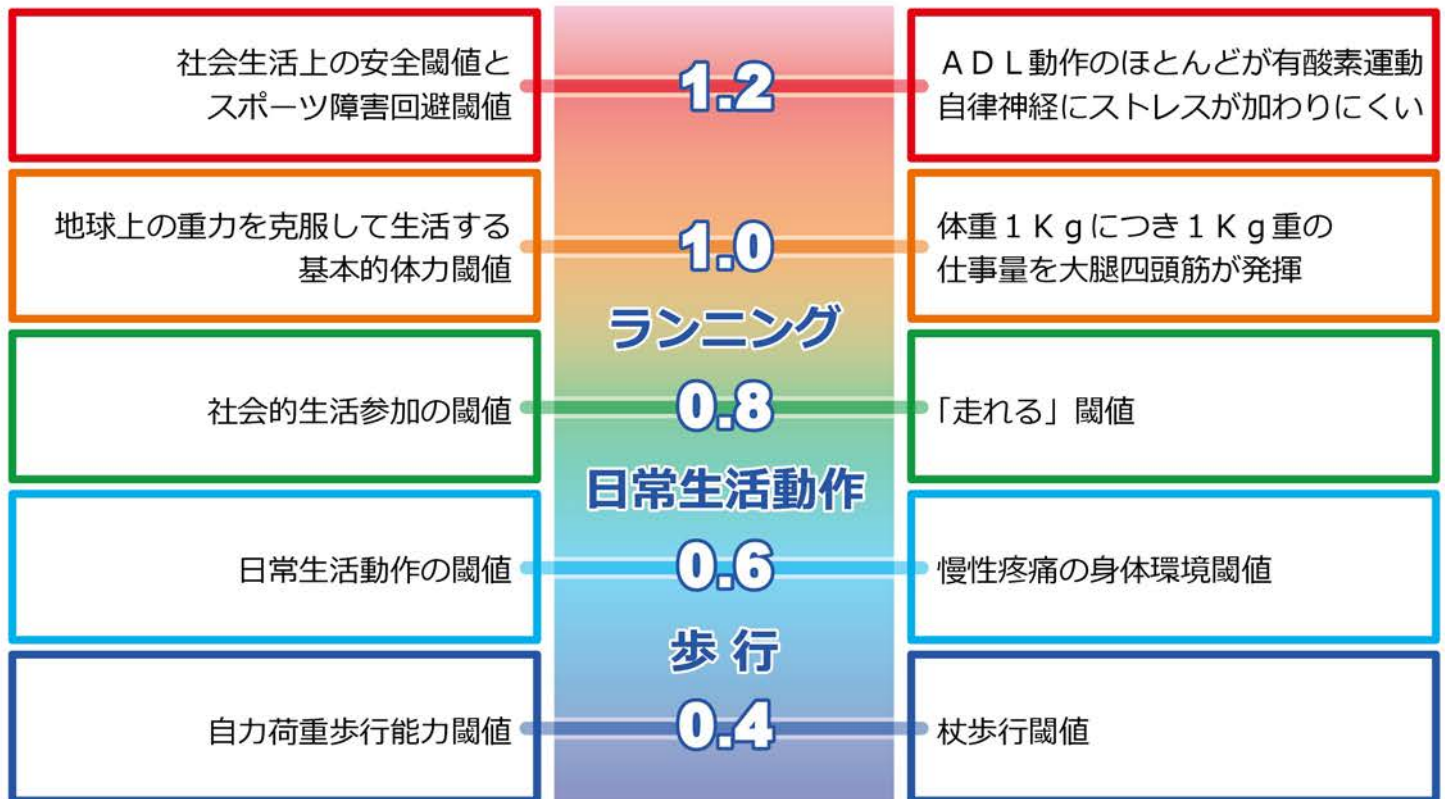 社会生活上の安全閾値と
スポーツ障害回避閾値
1.2
ＡＤＬ動作のほとんどが有酸素運動
自律神経にストレスが加わりにくい
地球上の重力を克服して生活する
基本的体力閾値
1.0
体重１Ｋｇにつき１Ｋｇ重の
仕事量を大腿四頭筋が発揮
ランニング
社会的生活参加の閾値
0.8
「走れる」閾値
日常生活動作
日常生活動作の閾値
0.6
慢性疼痛の身体環境閾値
歩 行
自力荷重歩行能力閾値
0.4
杖歩行閾値